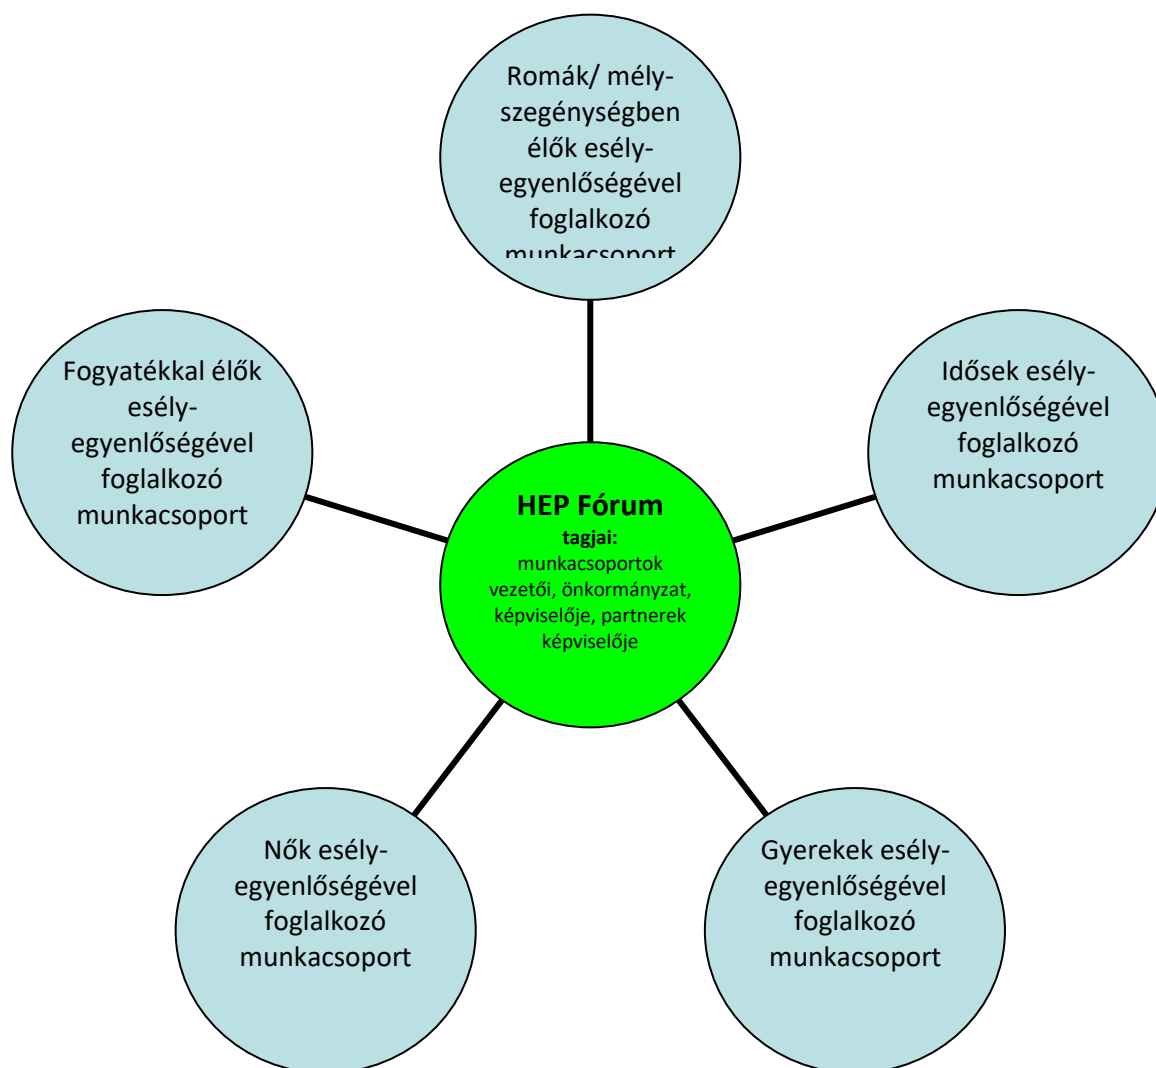 Romák/ mély-
szegénységben
élők esély-
egyenlőségével
foglalkozó
munkacsoport
Fogyatékkal élők
esély-
egyenlőségével
foglalkozó
munkacsoport
Idősek esély-
egyenlőségével
foglalkozó
munkacsoport
HEP Fórum
tagjai:
munkacsoportok
vezetői, önkormányzat,
képviselője, partnerek
képviselője
Nők esély-
egyenlőségével
foglalkozó
munkacsoport
Gyerekek esély-
egyenlőségével
foglalkozó
munkacsoport